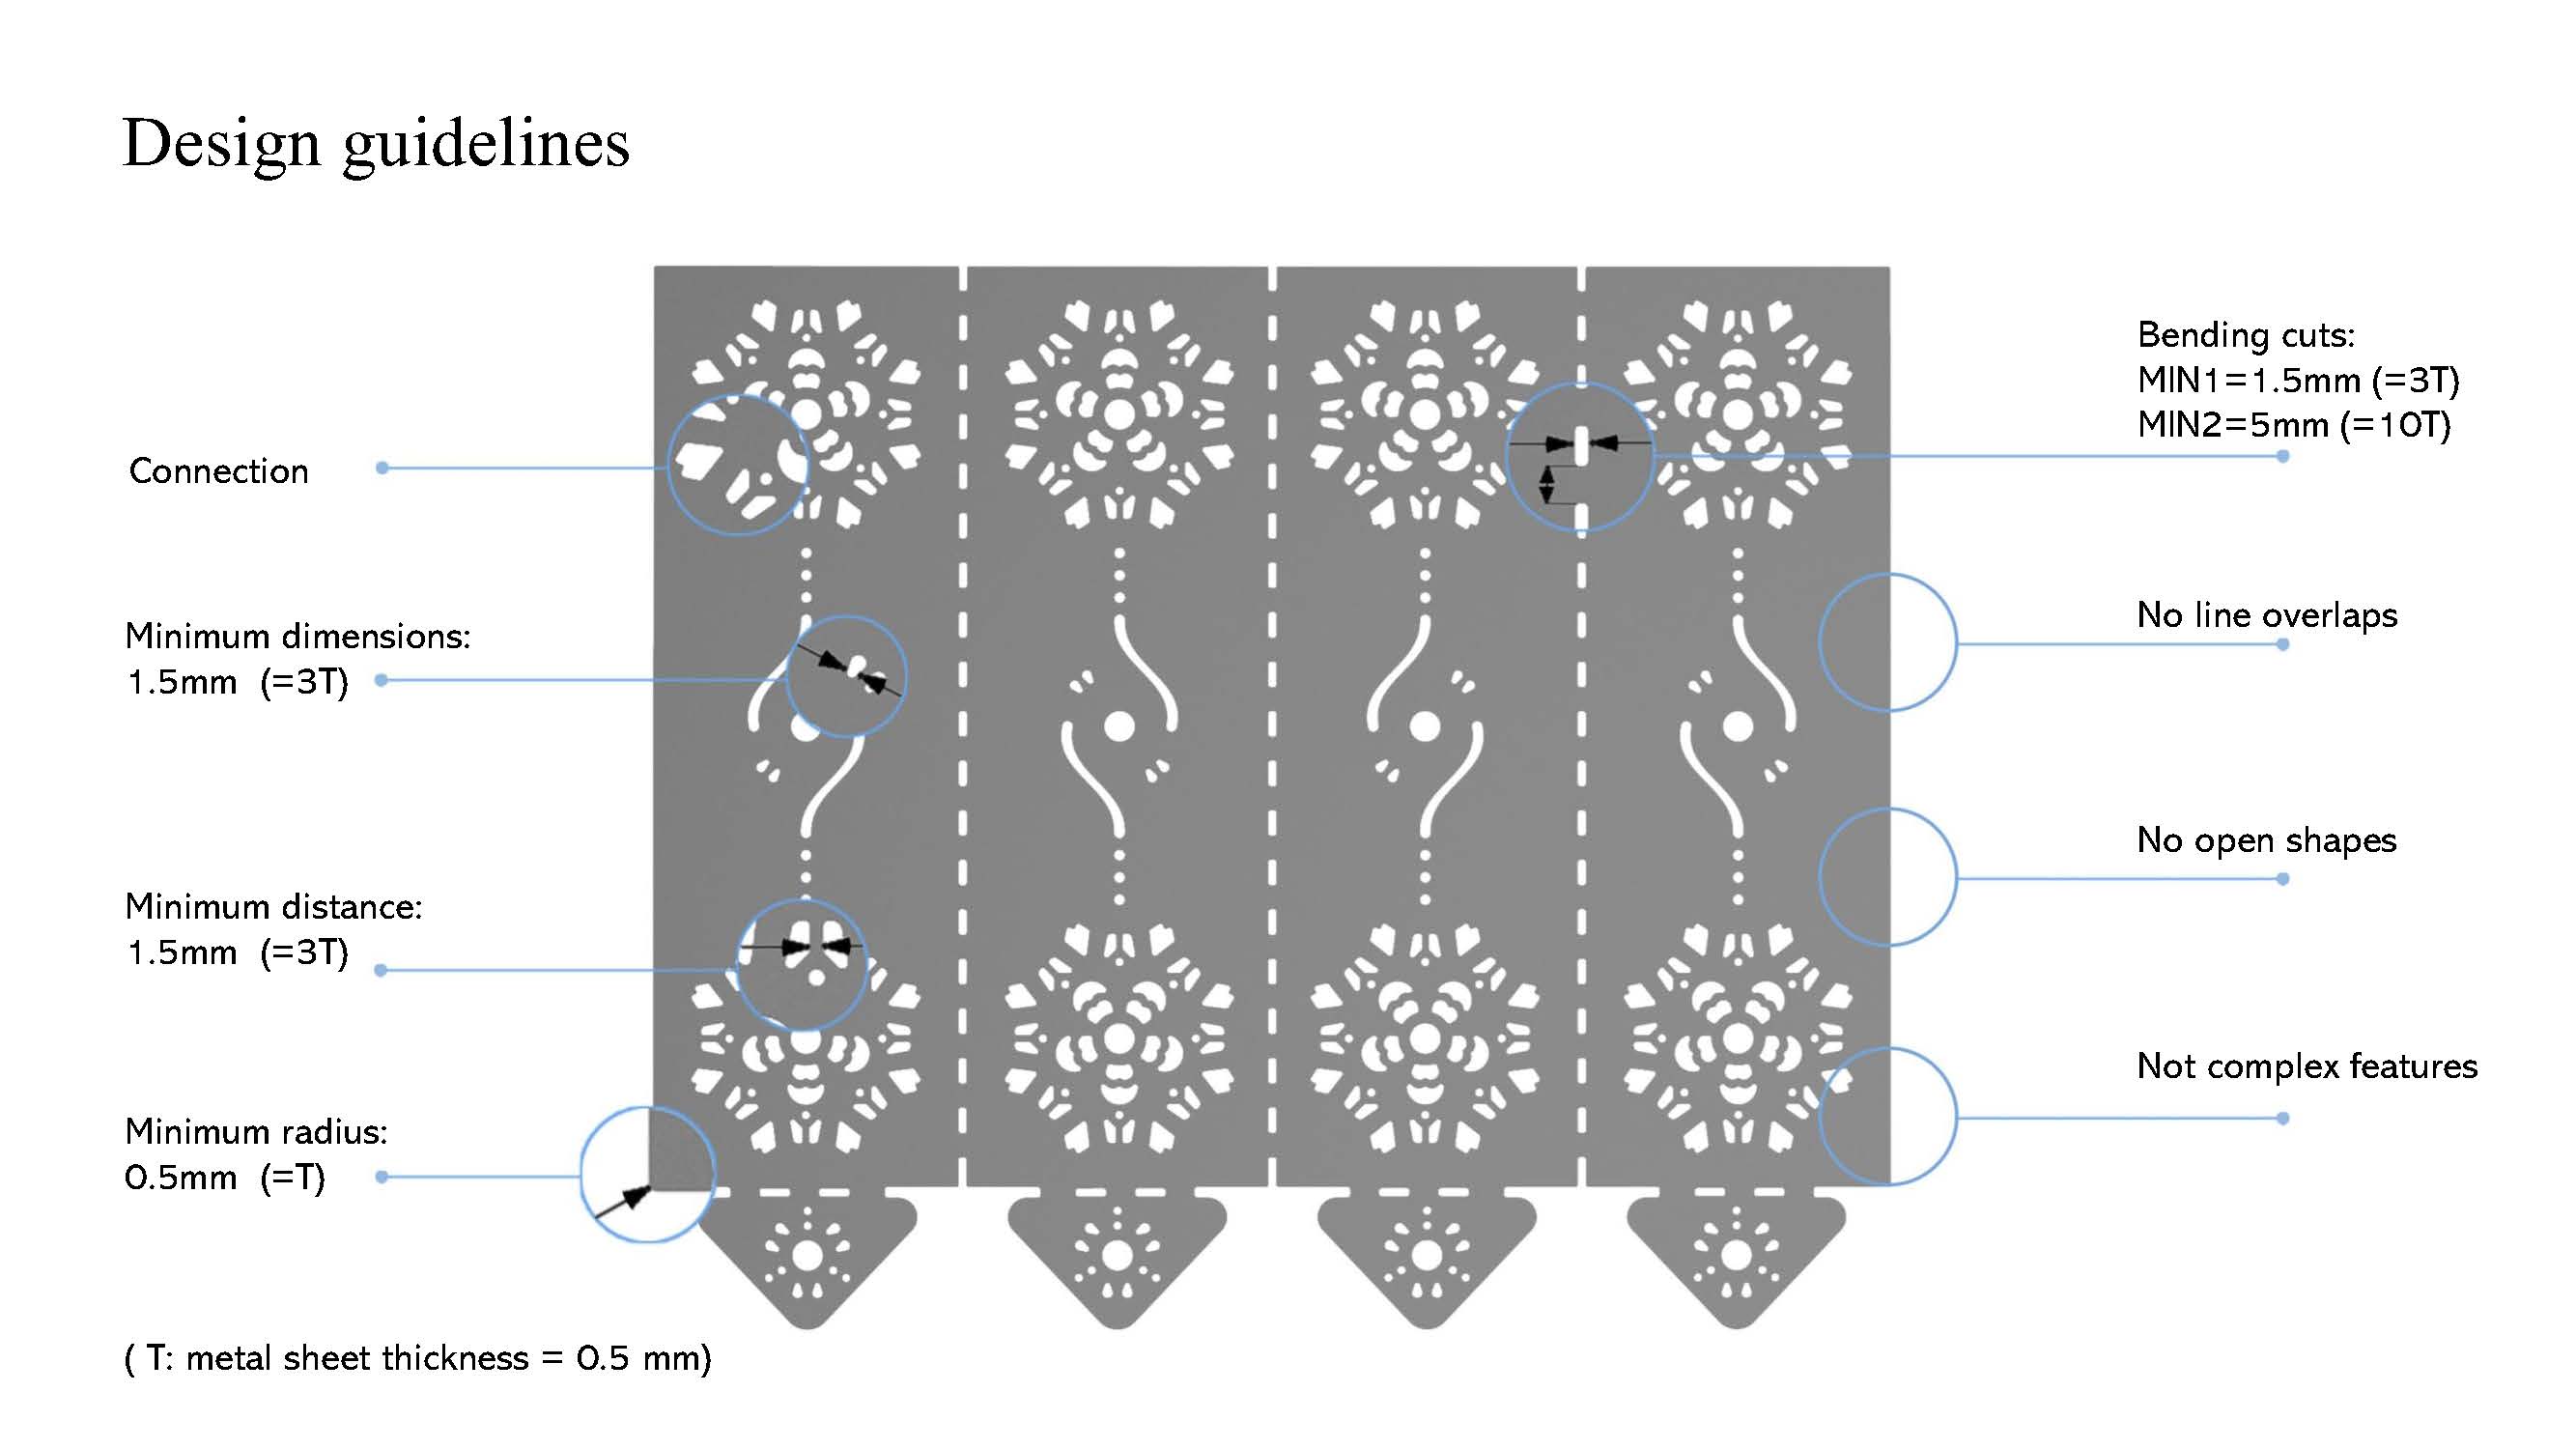 Design guidelines
Connection
Minimum dimensions:
1.5mm (=3T)
Minimum distance:
1.5mm (=3T)
Minimum radius:
0.5mm (=T)
( T: metal sheet thickness = 0.5 mm)
Bending cuts:
MIN1=1.5mm (=3T)
MIN2=5mm (=10T)
No line overlaps
No open shapes
Not complex features